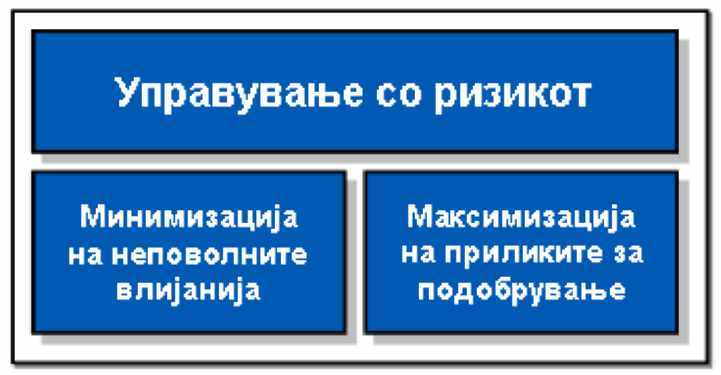 Управување со ризикот
Минимизација
на неповолните
влијанија
Максимизација
на приликите за
подобрување